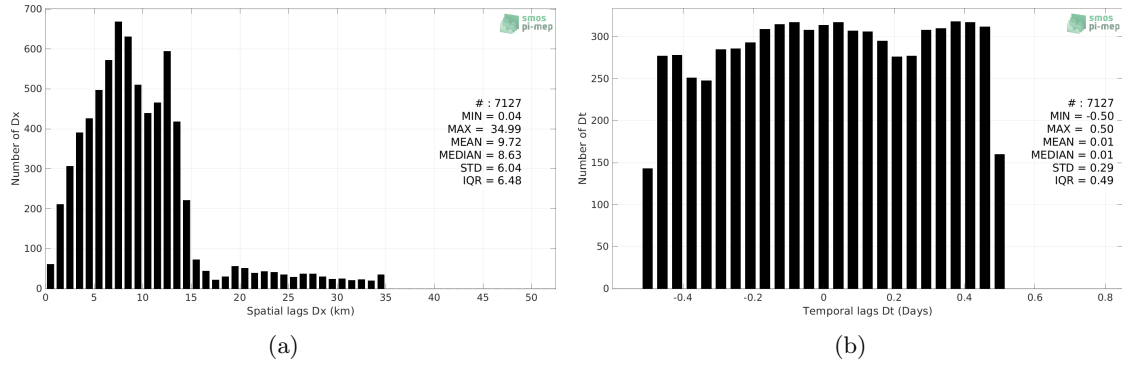 700
600
500
400
300
200
100
0
Number of Dx
smos
pi-mep
# : 7127
MIN = 0.04
MAX = 34.99
MEAN = 9.72
MEDIAN = 8.63
STD = 6.04
IQR = 6.48
0 5 10 15 20 25 30 35 40 45 50
Spatial lags Dx (km)
(a)
300
250
200
150
100
50
0
Number of Dt
smos
pi-mep
# : 7127
MIN = -0.50
MAX = 0.50
MEAN = 0.01
MEDIAN = 0.01
STD = 0.29
IQR = 0.49
-0.4 -0.2 0 0.2 0.4 0.6 0.8
Temporal lags Dt (Days)
(b)